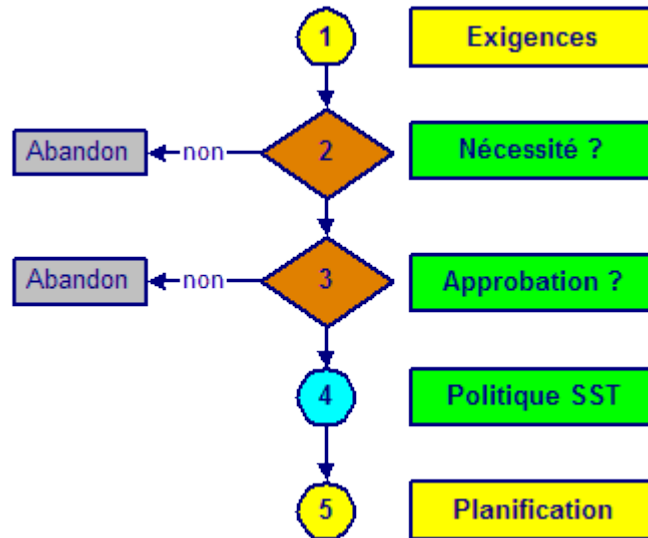 1
Exigences
Abandon
non
2
Nécessité ?
Abandon
non
3
Approbation ?
4
Politique SST
5
Planification